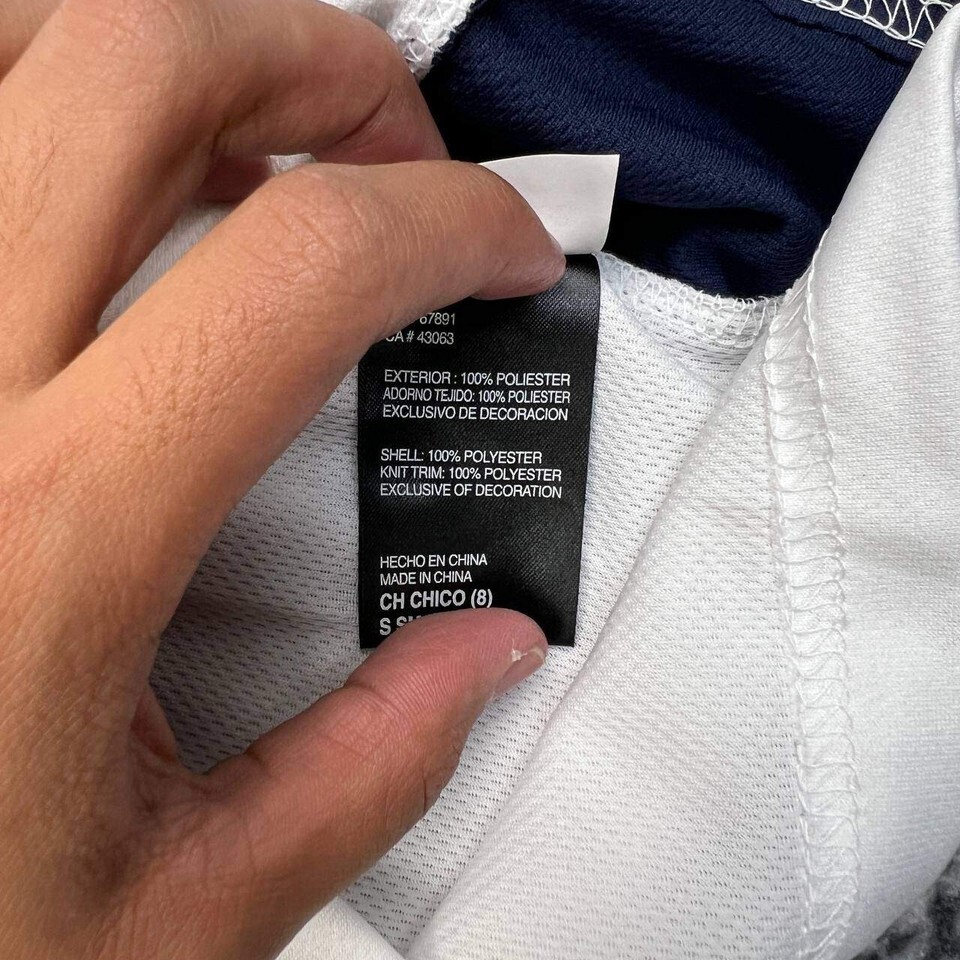 67891
CA # 43063
EXTERIOR : 100% POLIESTER
ADORNO TEJIDO: 100% POLIESTER
EXCLUSIVO DE DECORACION
SHELL: 100% POLYESTER
KNIT TRIM: 100% POLYESTER
EXCLUSIVE OF DECORATION
HECHO EN CHINA
MADE IN CHINA
CH CHICO (8)
S